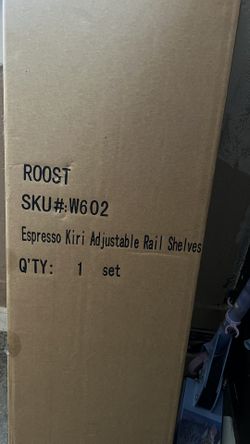 ROOST
SKU#:W602
Espresso Kiri Adjustable Rail Shelves
Q'TY: 1 set